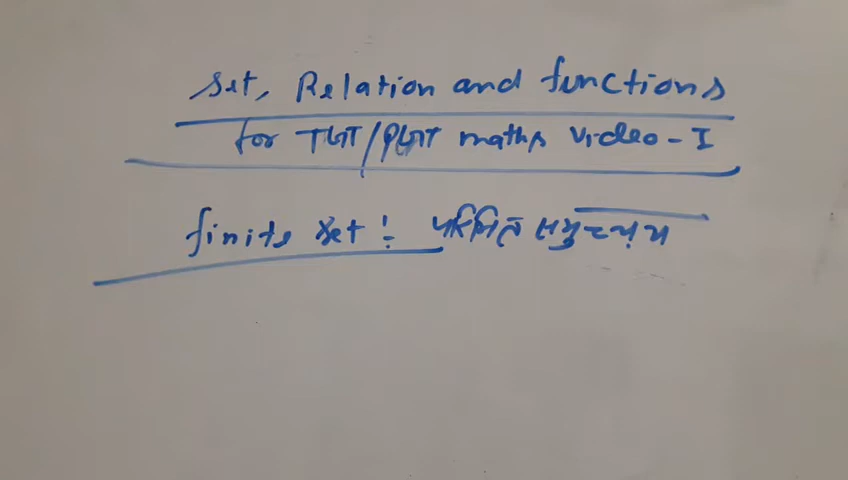 Set, Relation and functions
for TGT/PGT maths video-I
finite set :- परिमित समुच्चय